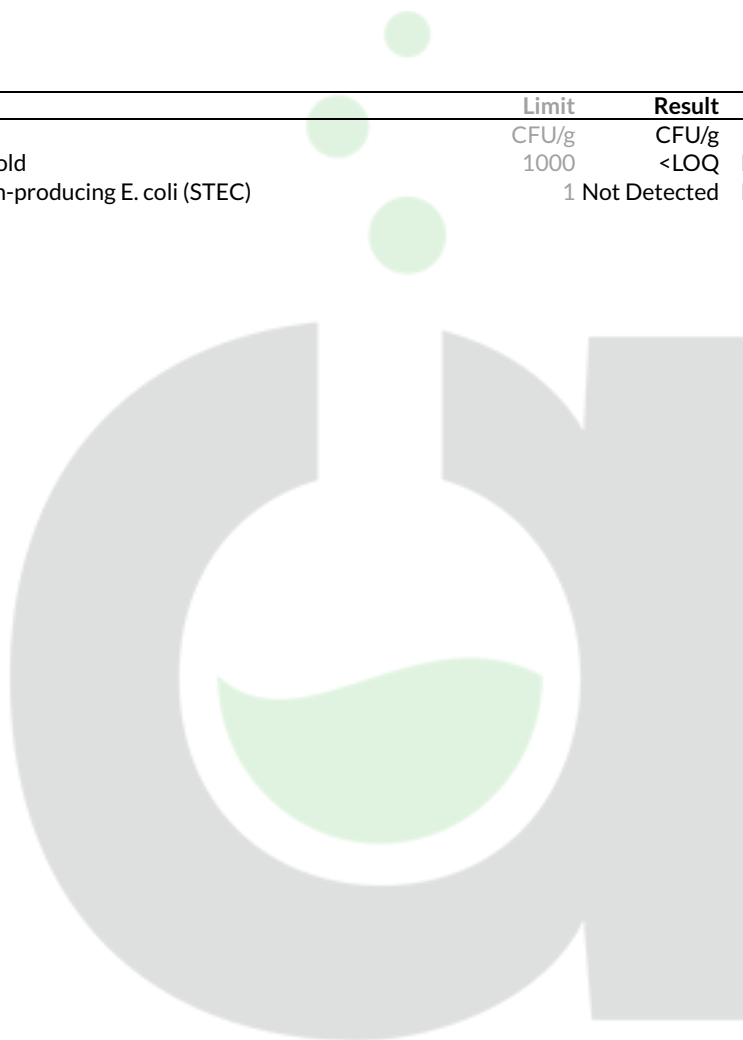 Limit Result
CFU/g CFU/g
old 1000 <LOQ
n-producing E. coli (STEC) 1 Not Detected